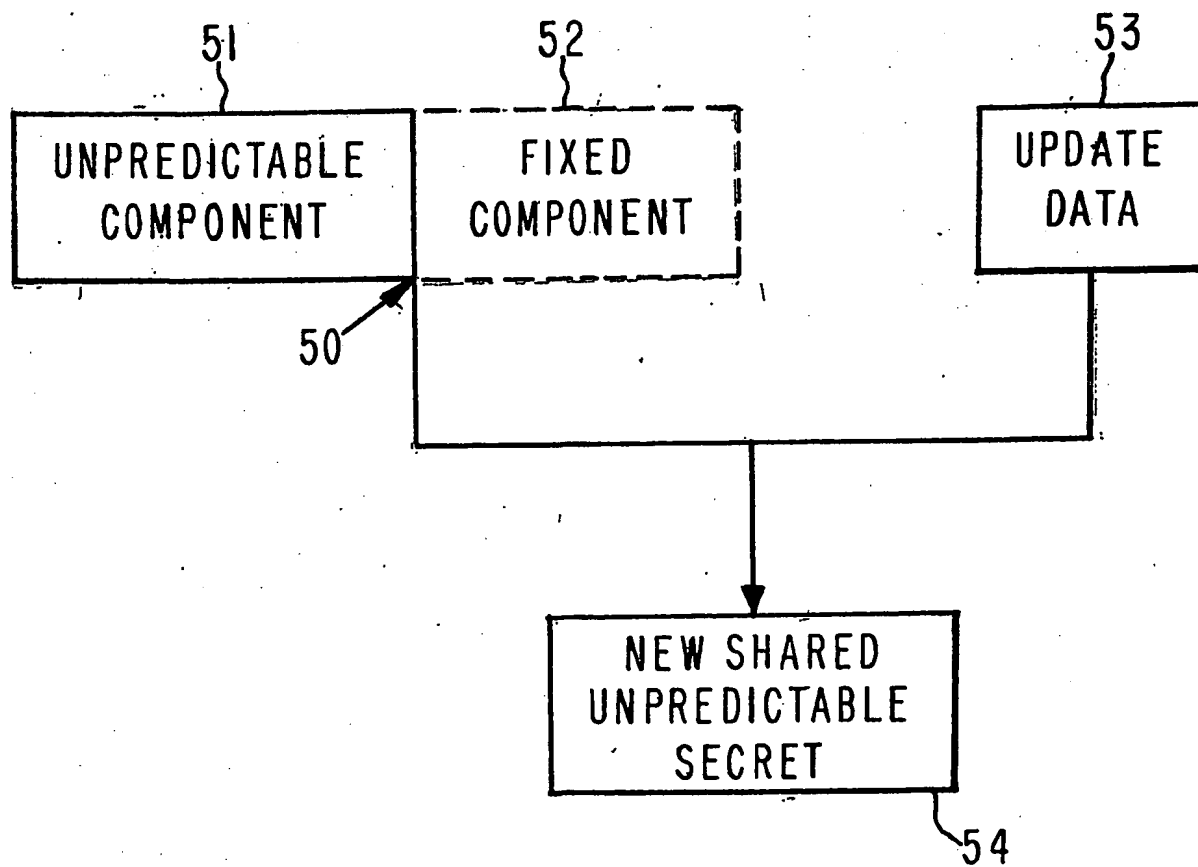 51
52
53
UNPREDICTABLE
COMPONENT
FIXED
COMPONENT
UPDATE
DATA
50
NEW SHARED
UNPREDICTABLE
SECRET
54